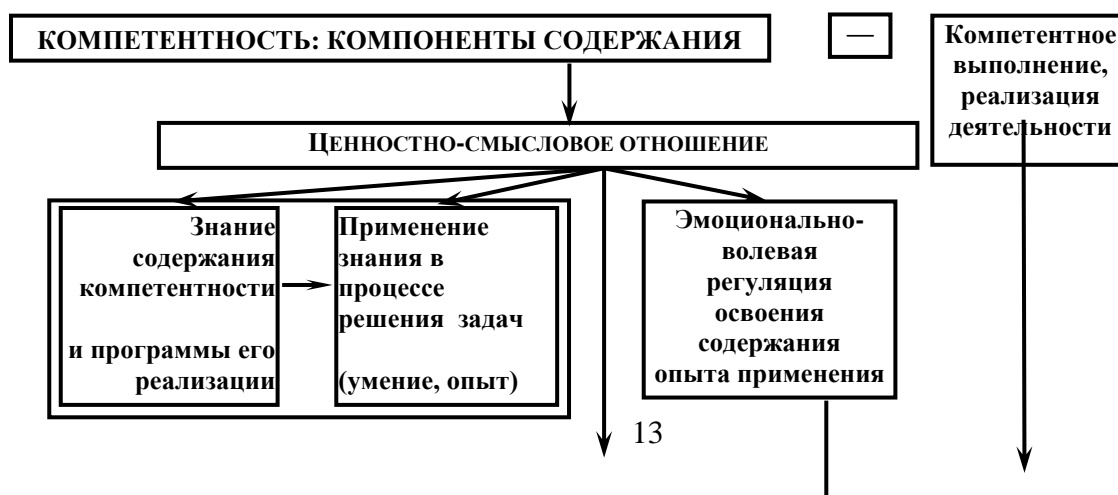 КОМПЕТЕНТНОСТЬ: КОМПОНЕНТЫ СОДЕРЖАНИЯ
—
Компетентное
выполнение,
реализация
деятельности
ЦЕННОСТНО-СМЫСЛОВОЕ ОТНОШЕНИЕ
Знание
содержания
компетентности
и программы его
реализации
Применение
знания в
процессе
решения задач
(умение, опыт)
Эмоционально-
волевая
регуляция
освоения
содержания
опыта применения
13